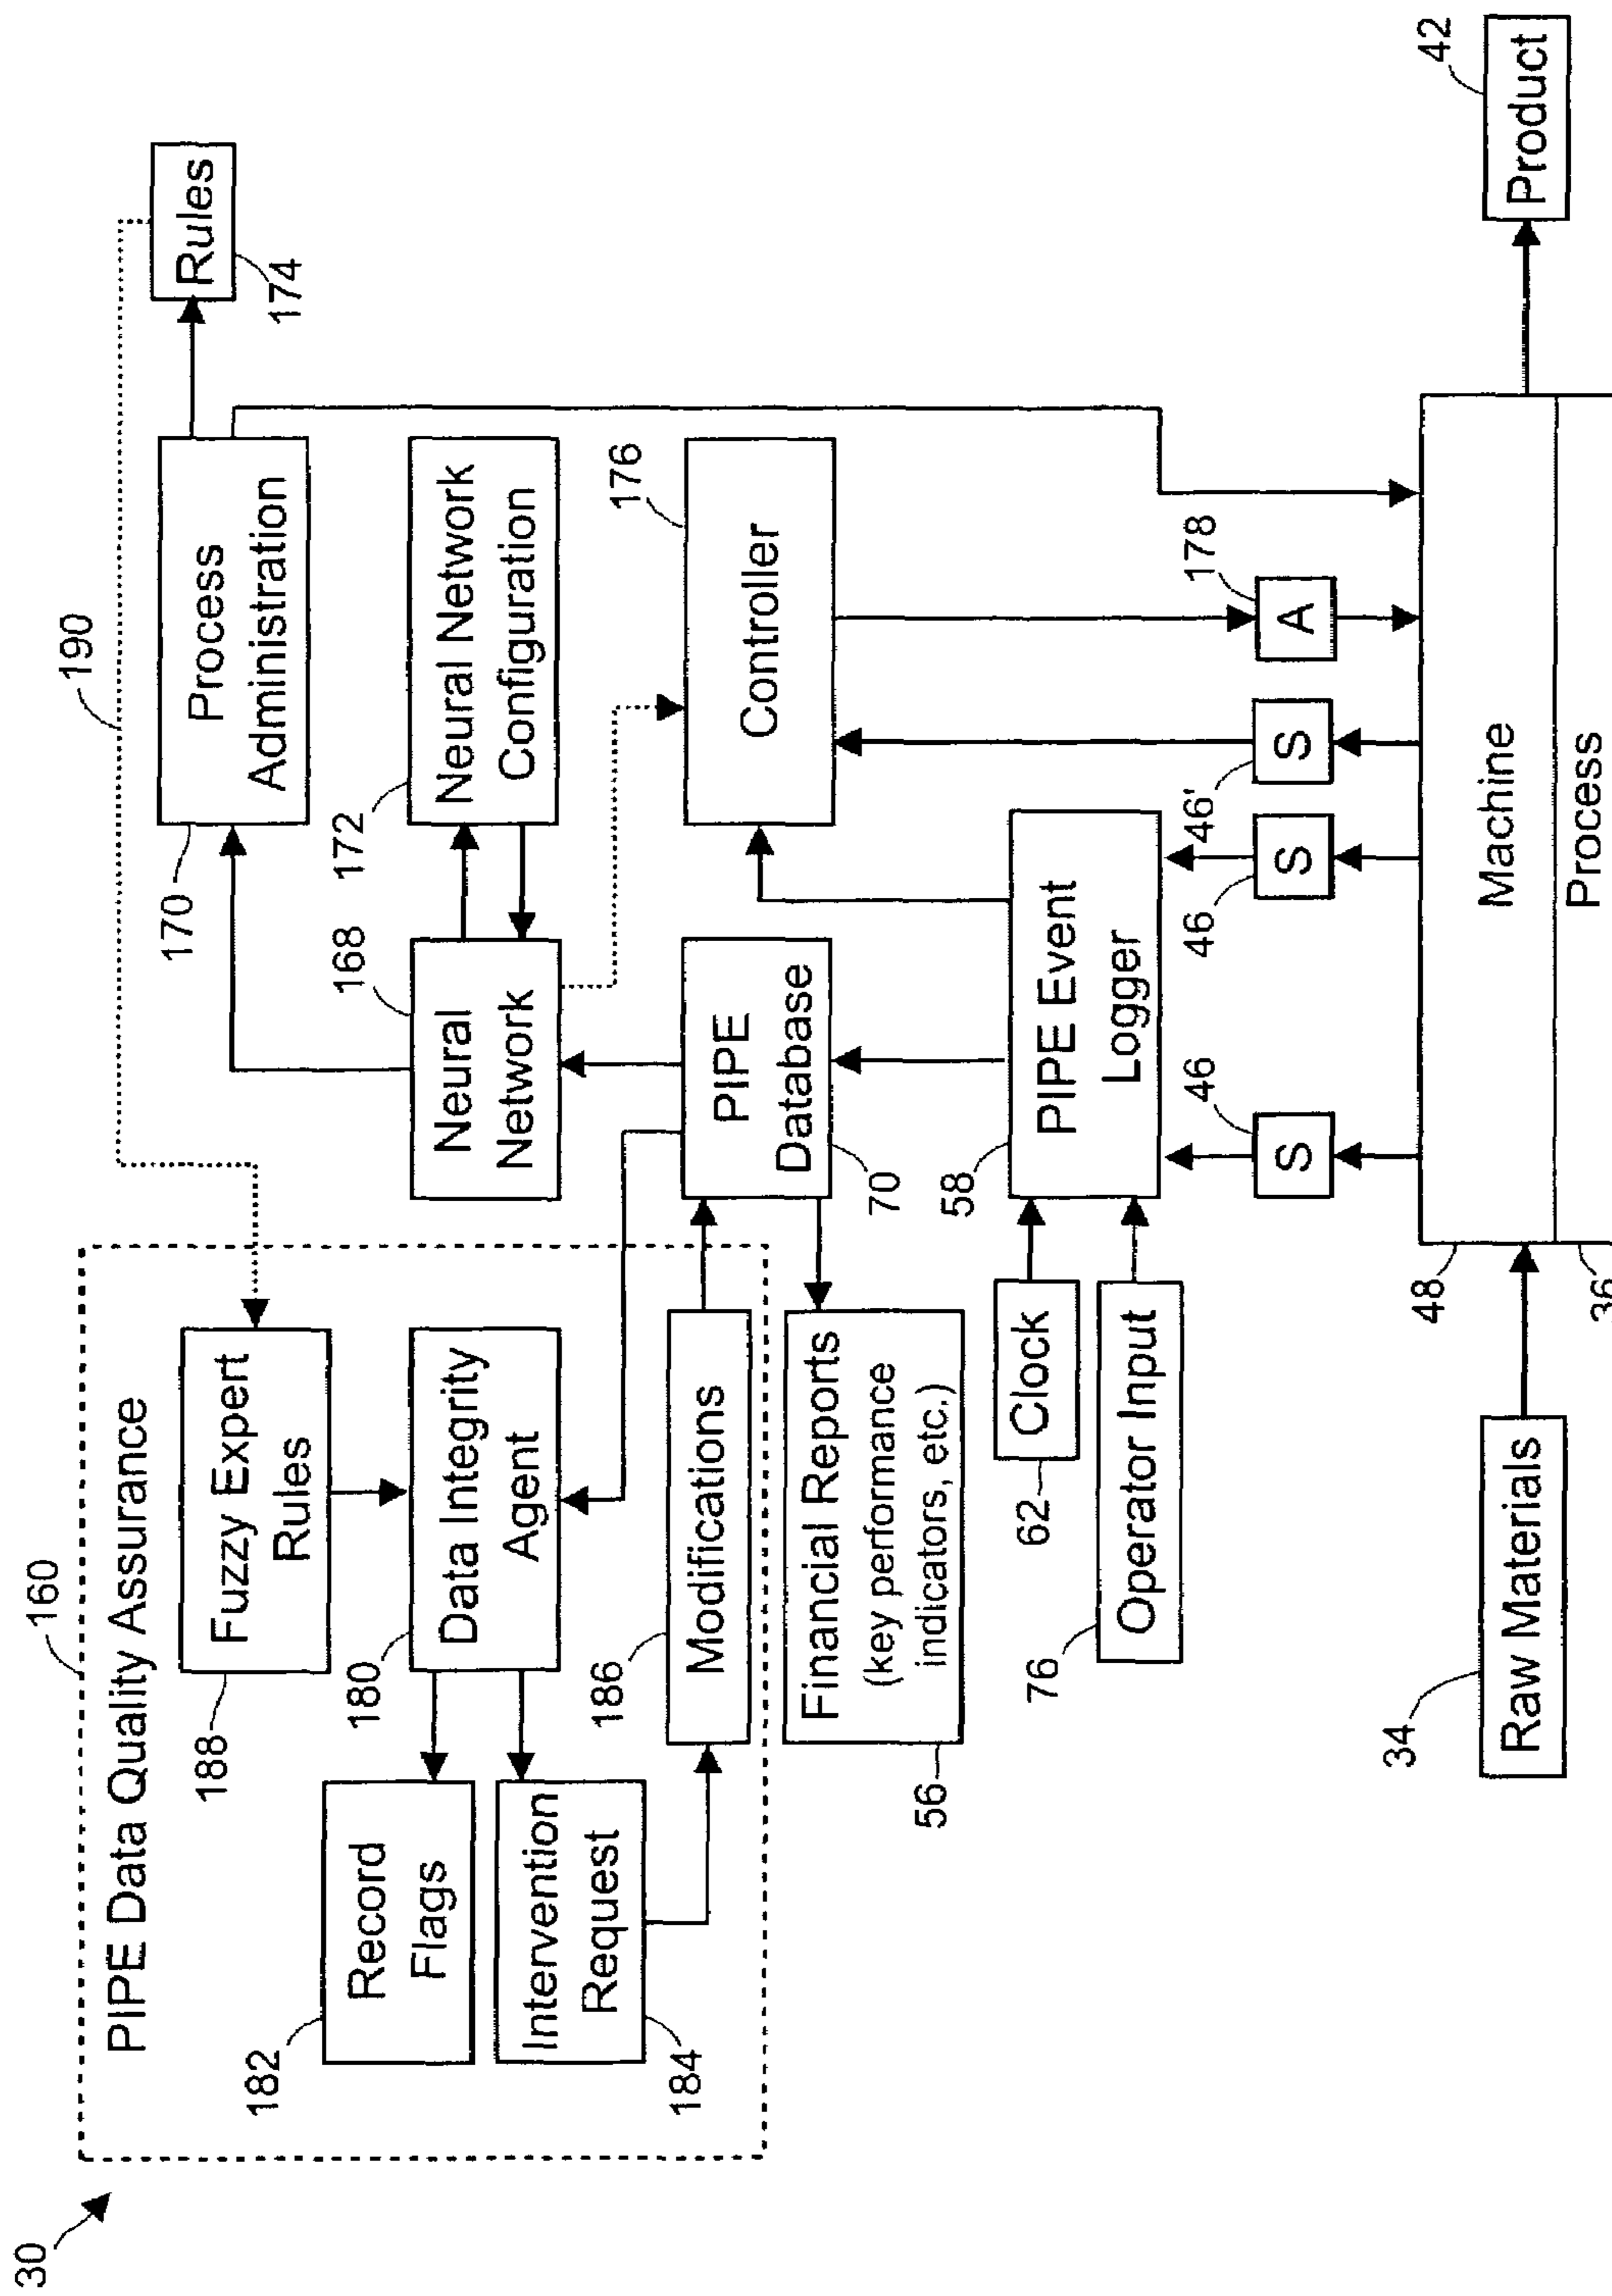 30
160
PIPE Data Quality Assurance
190
Rules
174
188
Fuzzy Expert
Rules
170
Process
Administration
182
Record
Flags
180
Data Integrity
Agent
168
Neural
Network
172
Neural Network
Configuration
Intervention
Request
184
186
Modifications
PIPE
Database
70
176
Controller
Financial Reports
(key performance
indicators, etc,)
56
62
Clock
58
PIPE Event
Logger
76
Operator Input
46
S
46
S
46'
S
178
A
34
Raw Materials
48
Machine
36
Process
42
Product